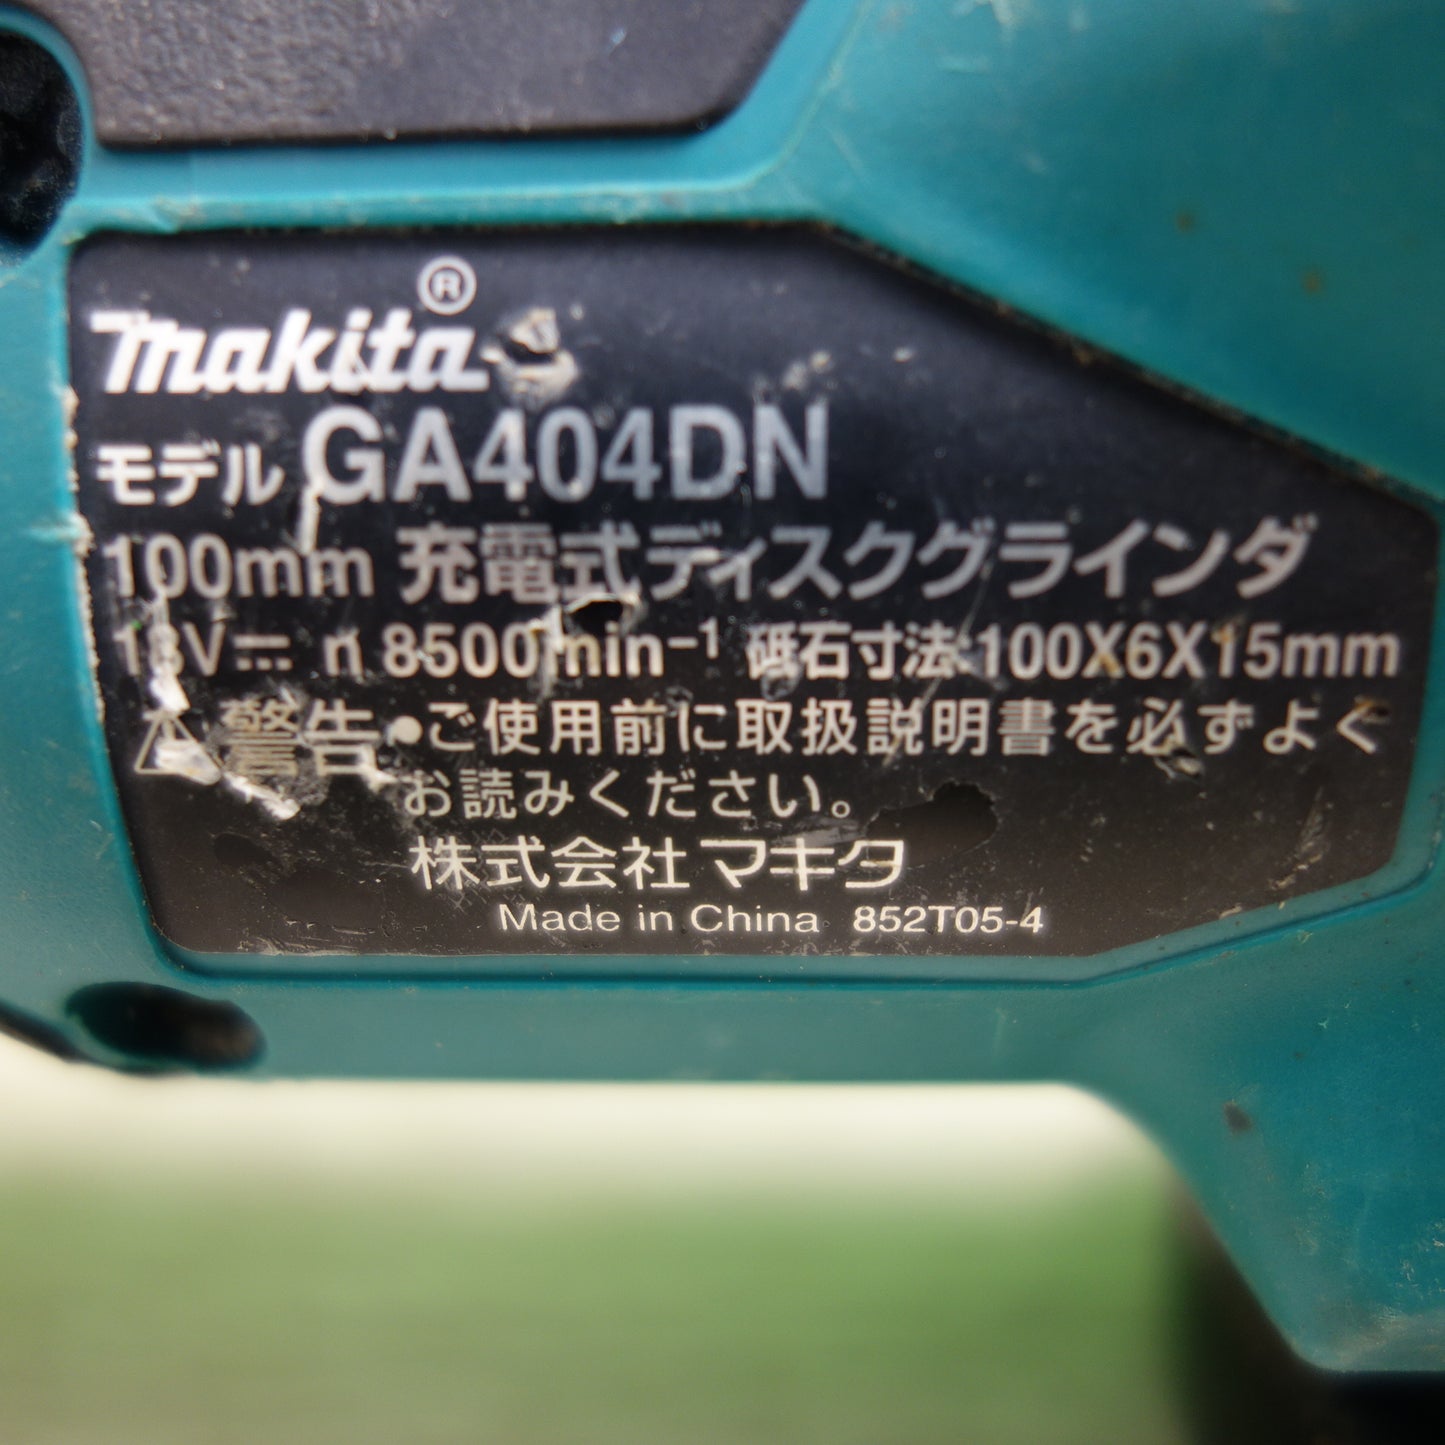 makita®
モデル GA404DN
100mm 充電式ディスクグラインダ
18V⎓ n 8500min⁻¹ 砥石寸法:100X6X15mm
⚠警告 •ご使用前に取扱説明書を必ずよく
お読みください。
株式会社マキタ
Made in China 852T05-4